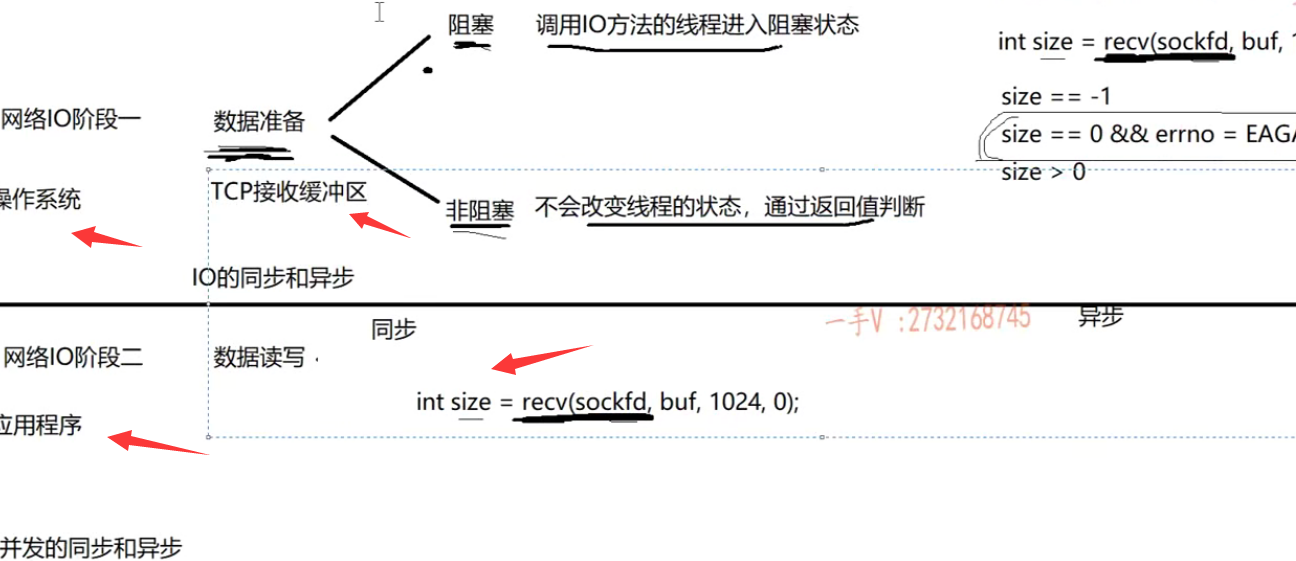 阻塞 调用IO方法的线程进入阻塞状态
int size = recv(sockfd, buf, 1
size == -1
网络IO阶段一 数据准备
size == 0 && errno = EAGA
size > 0
操作系统 TCP接收缓冲区
非阻塞 不会改变线程的状态，通过返回值判断
IO的同步和异步
一手V :2732168745
异步
同步
网络IO阶段二 数据读写
int size = recv(sockfd, buf, 1024, 0);
应用程序
并发的同步和异步